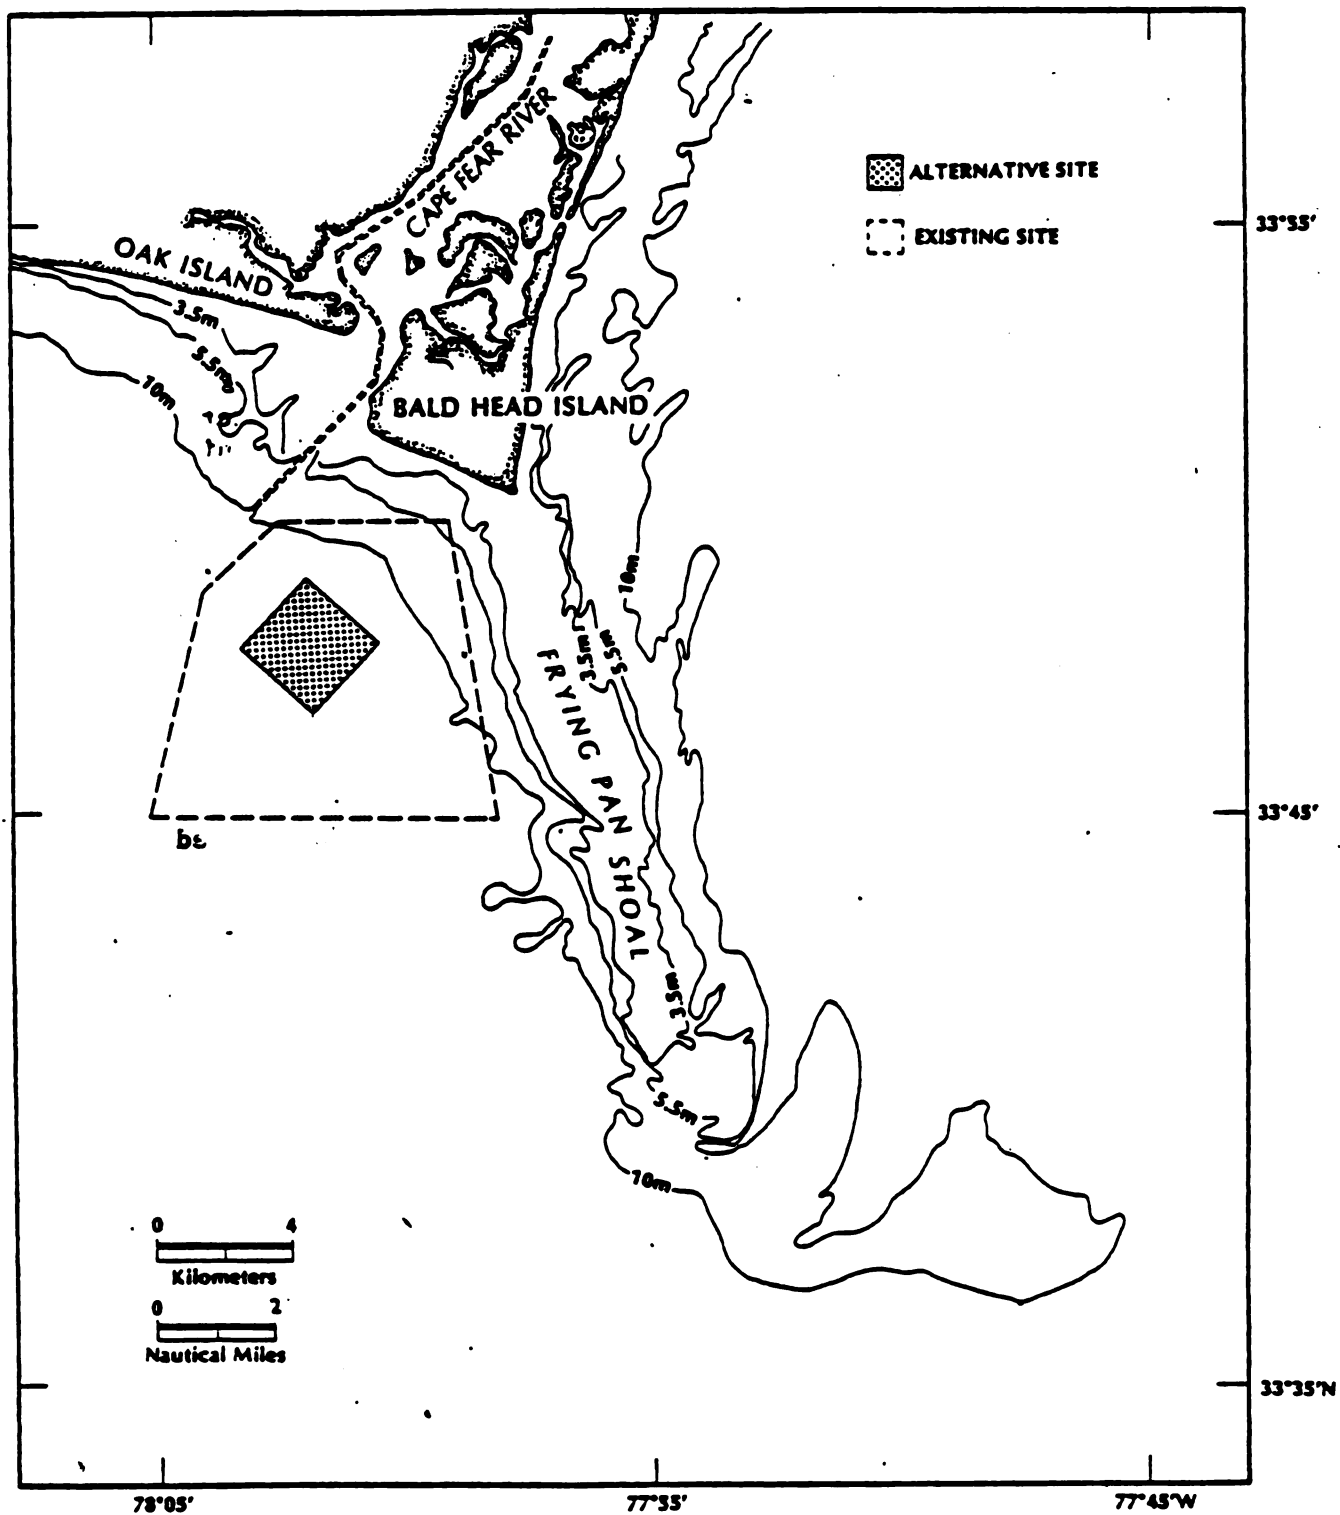 ALTERNATIVE SITE
EXISTING SITE
CAPE FEAR RIVER
33°55'
OAK ISLAND
3.5m
5.5m
10m
BALD HEAD ISLAND
10m
5.5m
3.5m
FRYING PAN SHOAL
33°45'
3.5m
5.5m
10m
0 4
Kilometers
0 2
Nautical Miles
33°35'N
78°05' 77°55' 77°45'W